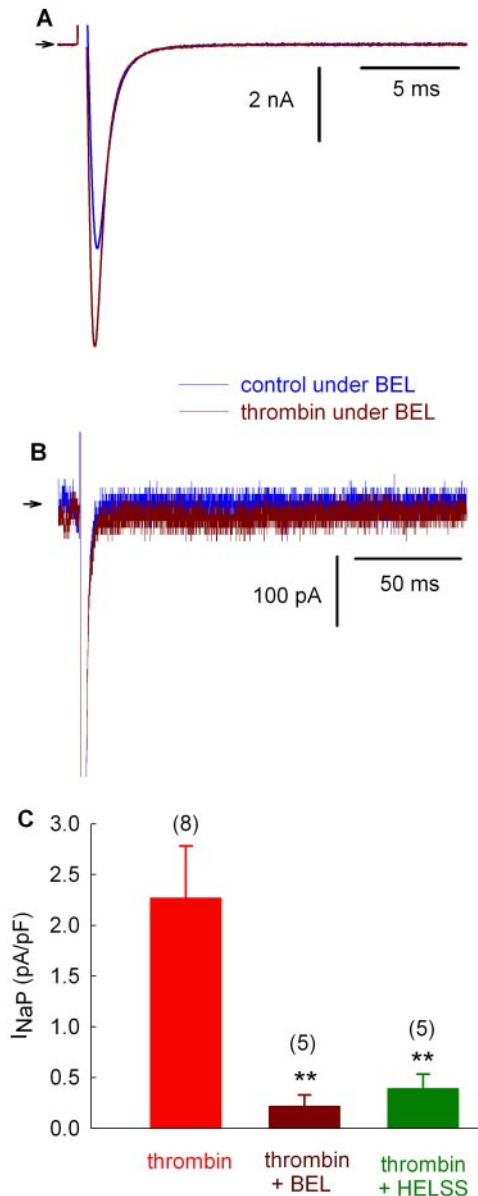 A
2 nA
5 ms
control under BEL
thrombin under BEL
B
100 pA
50 ms
C
I_NaP (pA/pF)
3.0
2.5
2.0
1.5
1.0
0.5
0.0
(8)
(5)
**
(5)
**
thrombin
thrombin
+ BEL
thrombin
+ HELSS